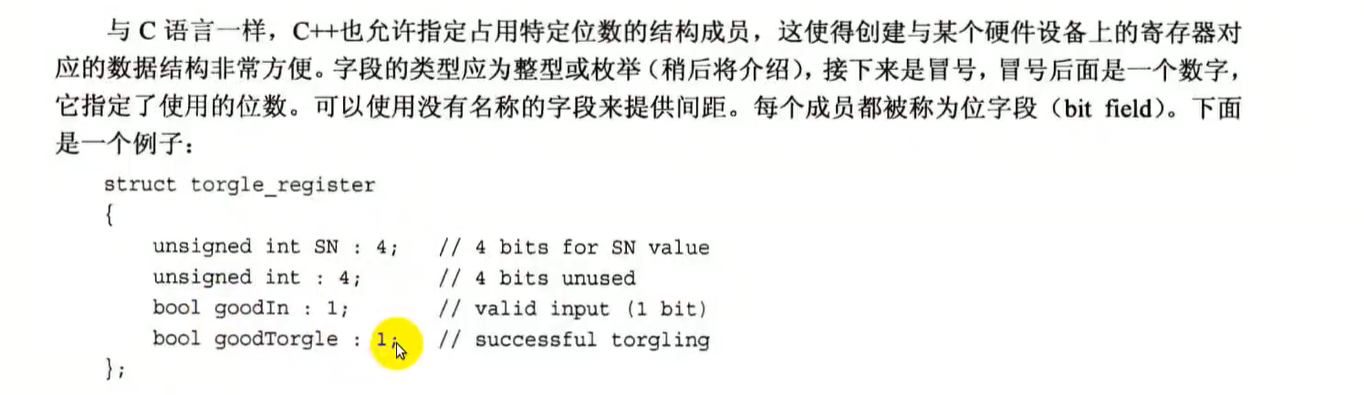 与 C 语言一样，C++也允许指定占用特定位数的结构成员，这使得创建与某个硬件设备上的寄存器对
应的数据结构非常方便。字段的类型应为整型或枚举（稍后将介绍），接下来是冒号，冒号后面是一个数字，
它指定了使用的位数。可以使用没有名称的字段来提供间距。每个成员都被称为位字段（bit field）。下面
是一个例子：
struct torgle_register
{
unsigned int SN : 4; // 4 bits for SN value
unsigned int : 4; // 4 bits unused
bool goodIn : 1; // valid input (1 bit)
bool goodTorgle : 1; // successful torgling
};